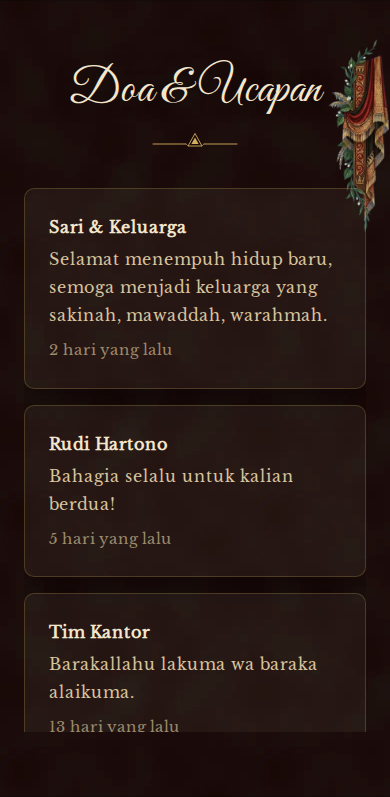 Doa & Ucapan
Sari & Keluarga
Selamat menempuh hidup baru,
semoga menjadi keluarga yang
sakinah, mawaddah, warahmah.
2 hari yang lalu
Rudi Hartono
Bahagia selalu untuk kalian
berdua!
5 hari yang lalu
Tim Kantor
Barakallahu lakuma wa baraka
alaikuma.
13 hari yang lalu